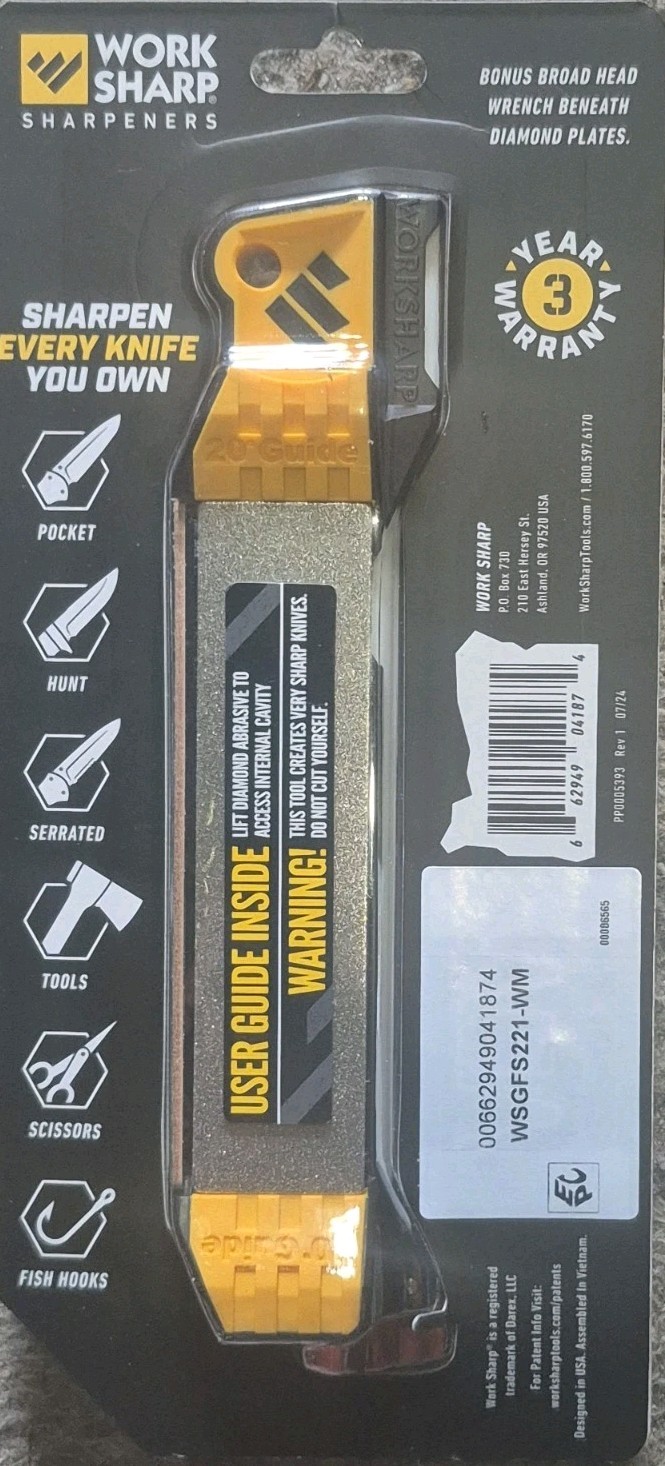 WORK
SHARP®
SHARPENERS
BONUS BROAD HEAD
WRENCH BENEATH
DIAMOND PLATES.
YEAR
3
WARRANTY
WORKSHARP
SHARPEN
EVERY KNIFE
YOU OWN
20° Guide
POCKET
HUNT
SERRATED
TOOLS
SCISSORS
FISH HOOKS
USER GUIDE INSIDE
LIFT DIAMOND ABRASIVE TO
ACCESS INTERNAL CAVITY
WARNING!
THIS TOOL CREATES VERY SHARP KNIVES.
DO NOT CUT YOURSELF.
20° Guide
WORK SHARP
P.O. Box 730
210 East Hersey St.
Ashland, OR 97520 USA
WorkSharpTools.com / 1.800.597.6170
6 62949 04187 4
PP0005393 Rev 1 07/24
00662949041874
WSGFS221-WM
00086565
EPC
Work Sharp® is a registered
trademark of Darex, LLC
For Patent Info Visit:
worksharptools.com/patents
Designed in USA. Assembled In Vietnam.